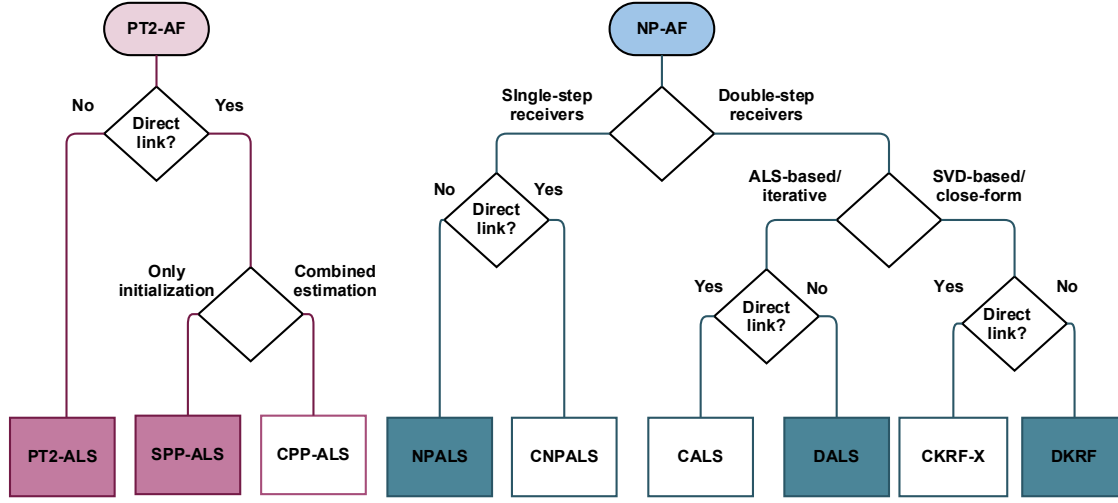 PT2-AF
No
Yes
Direct
link?
Only
initialization
Combined
estimation
PT2-ALS
SPP-ALS
CPP-ALS
NP-AF
SIngle-step
receivers
Double-step
receivers
No
Yes
Direct
link?
ALS-based/
iterative
SVD-based/
close-form
Yes
No
Direct
link?
Yes
No
Direct
link?
NPALS
CNPALS
CALS
DALS
CKRF-X
DKRF